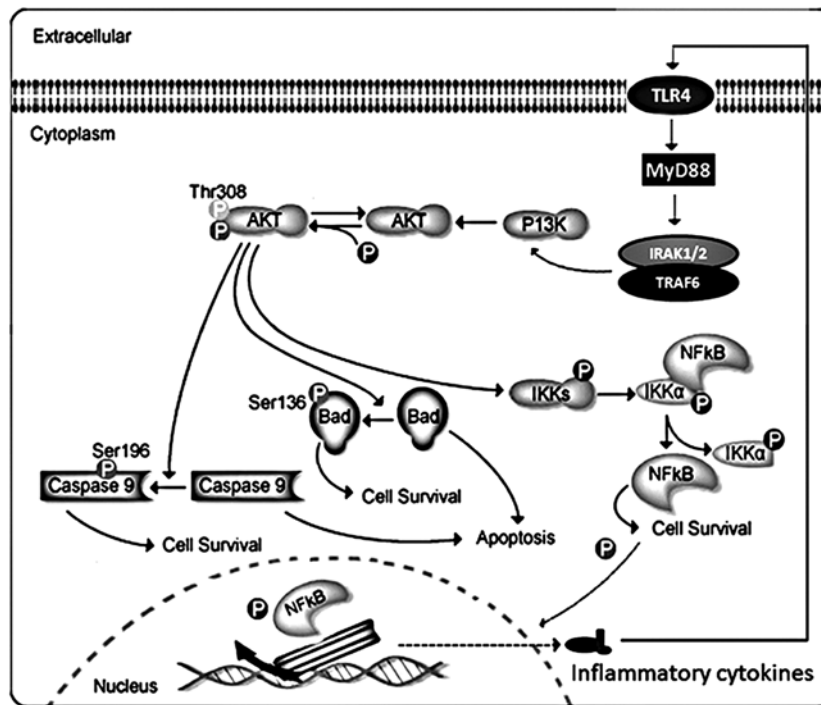 Extracellular
TLR4
Cytoplasm
MyD88
Thr308
P
P
AKT
AKT
P13K
P
IRAK1/2
TRAF6
NFkB
P
IKKs
IKKα
P
Ser136
P
Bad
Bad
P
IKKα
Ser196
P
Caspase 9
Caspase 9
NFkB
Cell Survival
Cell Survival
Apoptosis
Cell Survival
P
P
NFkB
Nucleus
Inflammatory cytokines